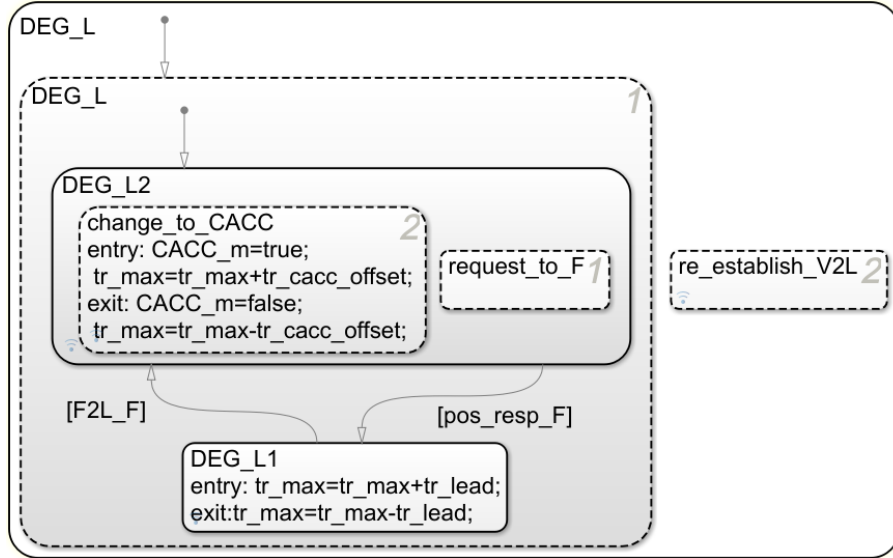 DEG_L
DEG_L
1
DEG_L2
change_to_CACC
2
entry: CACC_m=true;
tr_max=tr_max+tr_cacc_offset;
exit: CACC_m=false;
tr_max=tr_max-tr_cacc_offset;
request_to_F
1
re_establish_V2L
2
[F2L_F]
[pos_resp_F]
DEG_L1
entry: tr_max=tr_max+tr_lead;
exit:tr_max=tr_max-tr_lead;